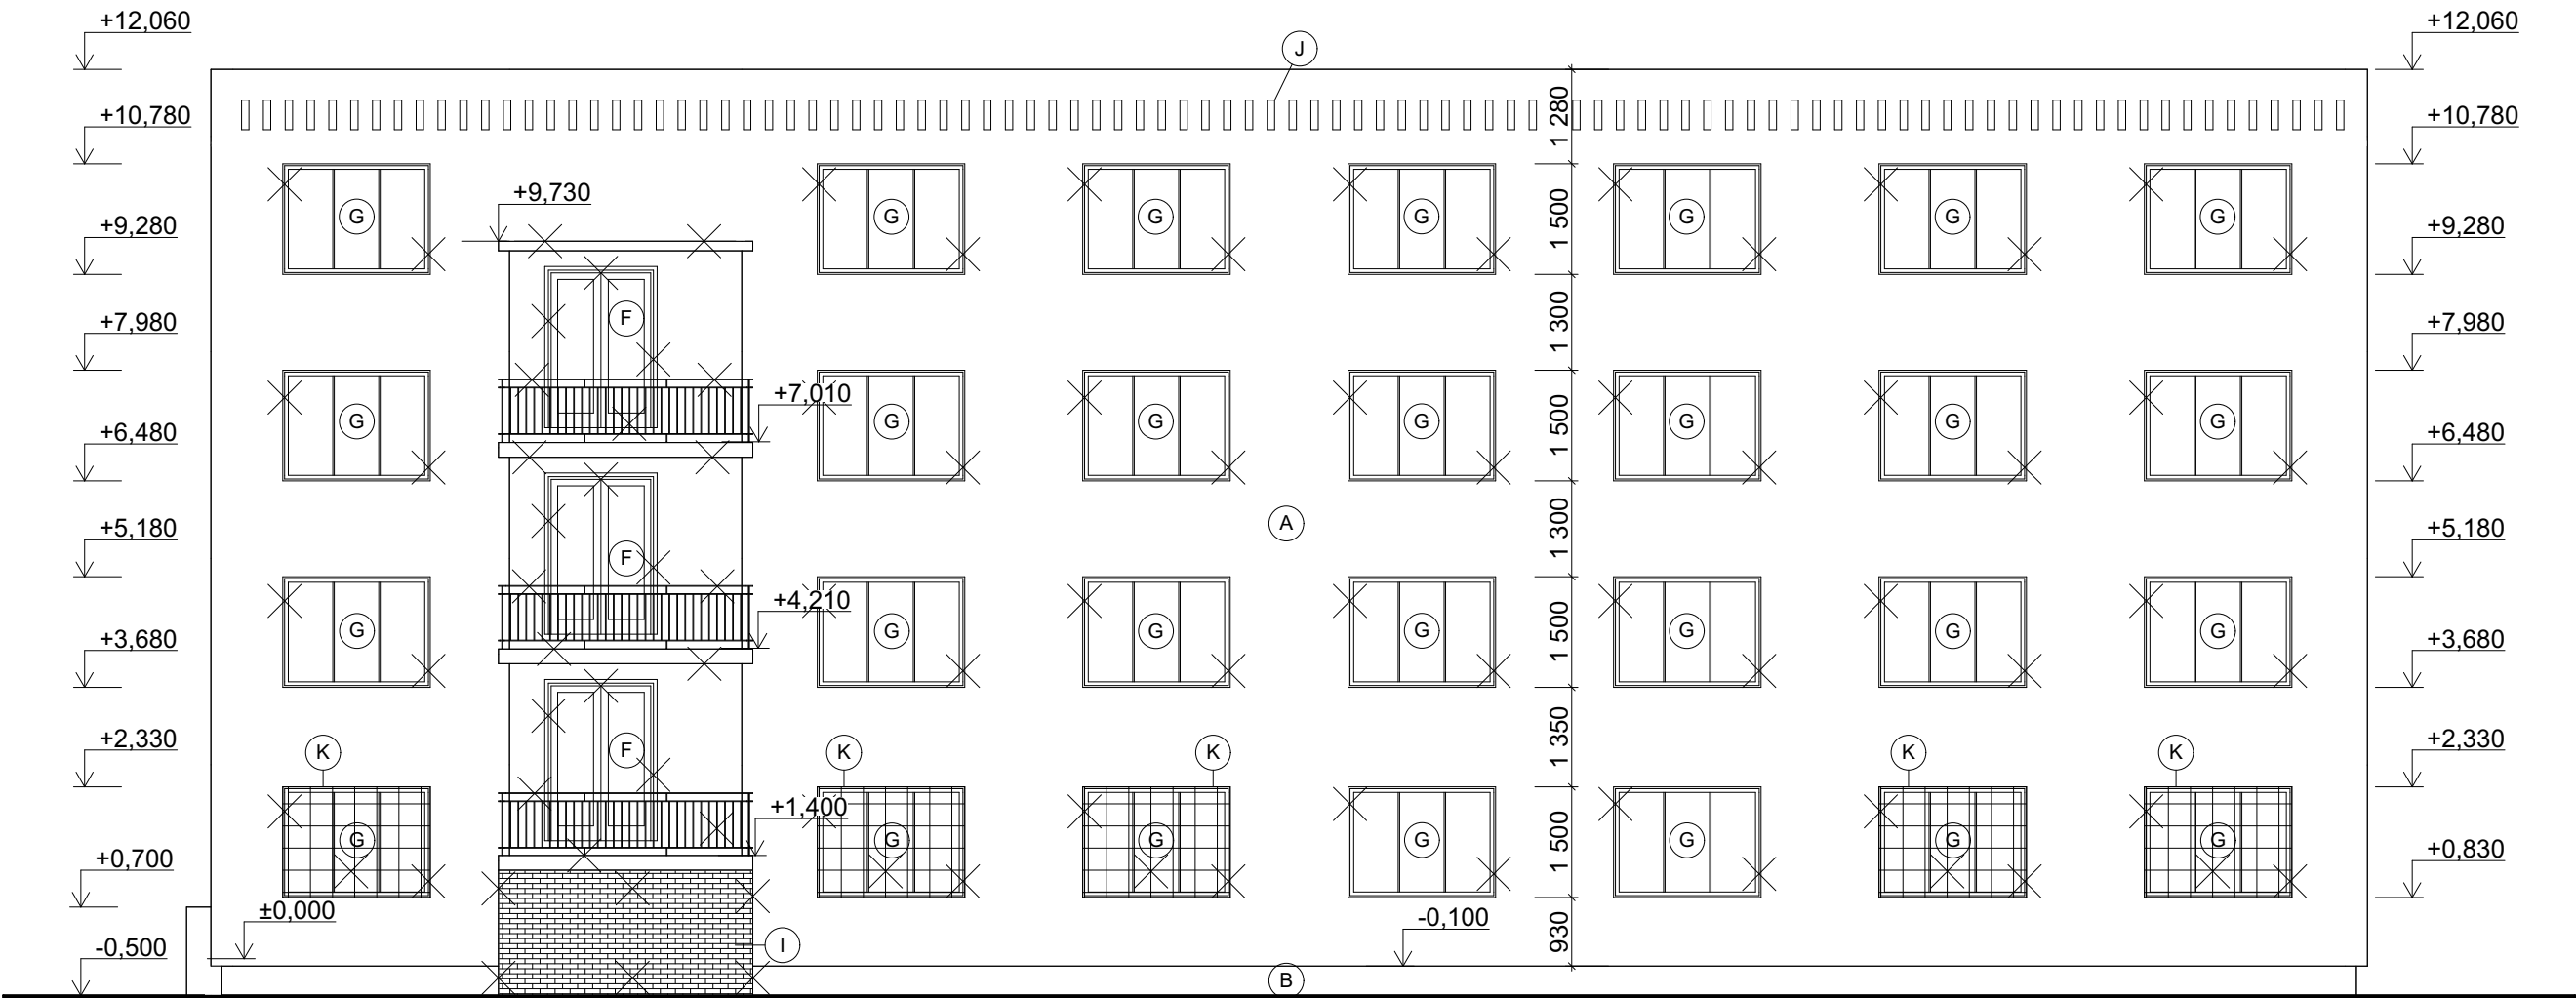 +12,060
+12,060
J
+10,780
1 280
+10,780
+9,730
G
G
G
G
G
G
G
+9,280
1 500
+9,280
F
+7,980
1 300
+7,980
+7,010
G
G
G
G
G
G
G
+6,480
1 500
+6,480
A
+5,180
1 300
+5,180
F
+4,210
G
G
G
G
G
G
G
+3,680
1 500
+3,680
+2,330
K
F
K
K
1 350
K
K
+2,330
+1,400
G
G
G
G
G
G
G
+0,700
1 500
+0,830
±0,000
-0,100
-0,500
I
930
B